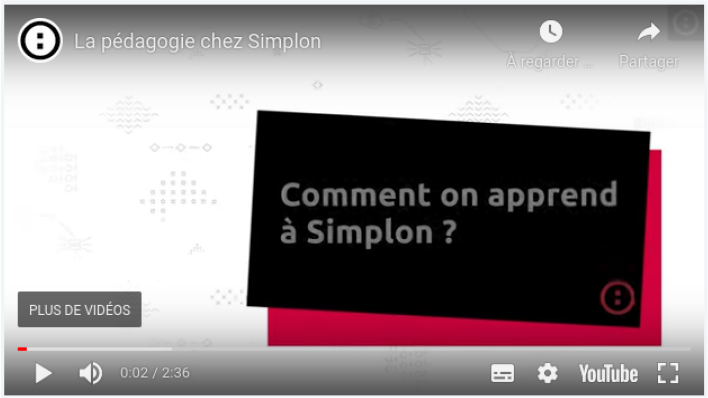 La pédagogie chez Simplon
À regarder ...
Partager
Comment on apprend
à Simplon ?
PLUS DE VIDÉOS
0:02 / 2:36
YouTube